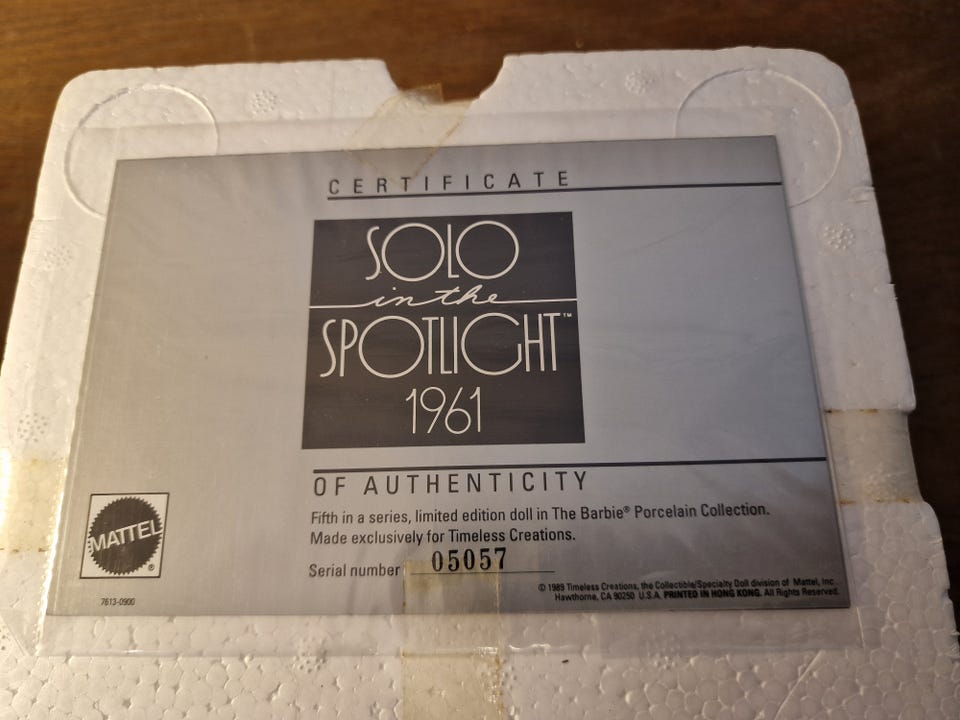 CERTIFICATE
SOLO
in the
SPOTLIGHT™
1961
OF AUTHENTICITY
Fifth in a series, limited edition doll in The Barbie® Porcelain Collection.
Made exclusively for Timeless Creations.
Serial number 05057
MATTEL®
7613-0900
© 1989 Timeless Creations, the Collectible/Specialty Doll division of Mattel, Inc.
Hawthorne, CA 90250 U.S.A. PRINTED IN HONG KONG. All Rights Reserved.